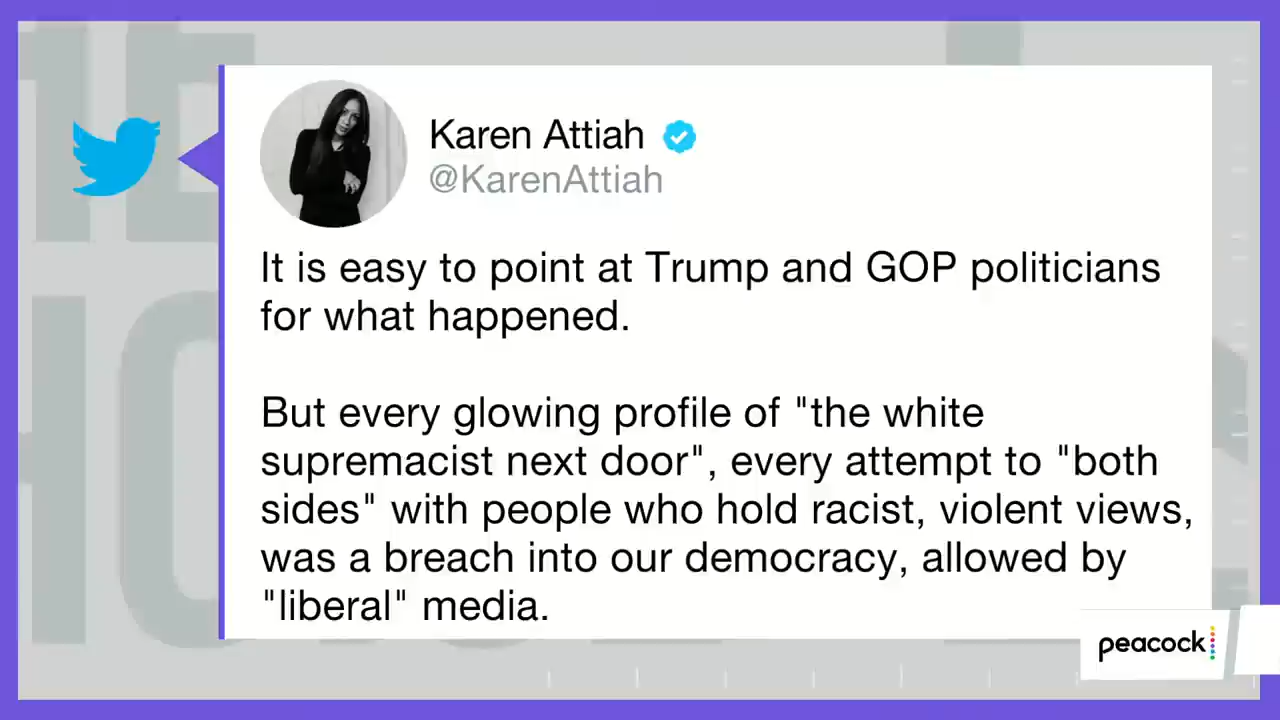 Karen Attiah
@KarenAttiah
It is easy to point at Trump and GOP politicians
for what happened.
But every glowing profile of "the white
supremacist next door", every attempt to "both
sides" with people who hold racist, violent views,
was a breach into our democracy, allowed by
"liberal" media.
peacock